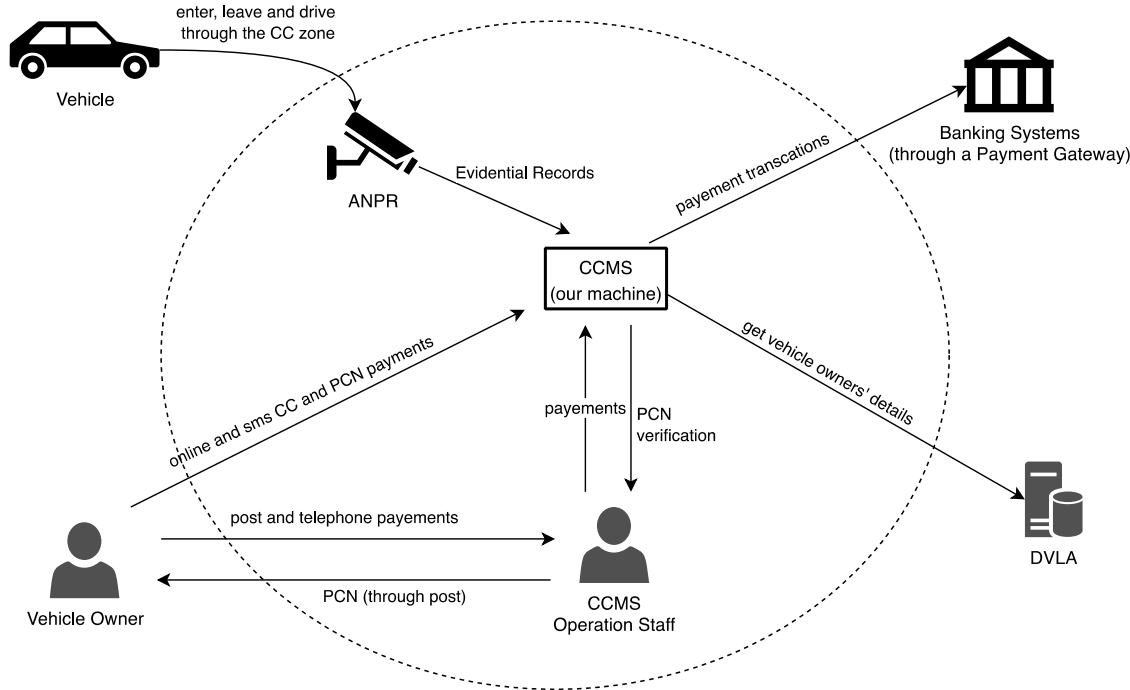 enter, leave and drive
through the CC zone
Vehicle
ANPR
Evidential Records
payement transcations
Banking Systems
(through a Payment Gateway)
CCMS
(our machine)
get vehicle owners' details
online and sms CC and PCN payments
payements
PCN
verification
DVLA
post and telephone payments
PCN (through post)
Vehicle Owner
CCMS
Operation Staff